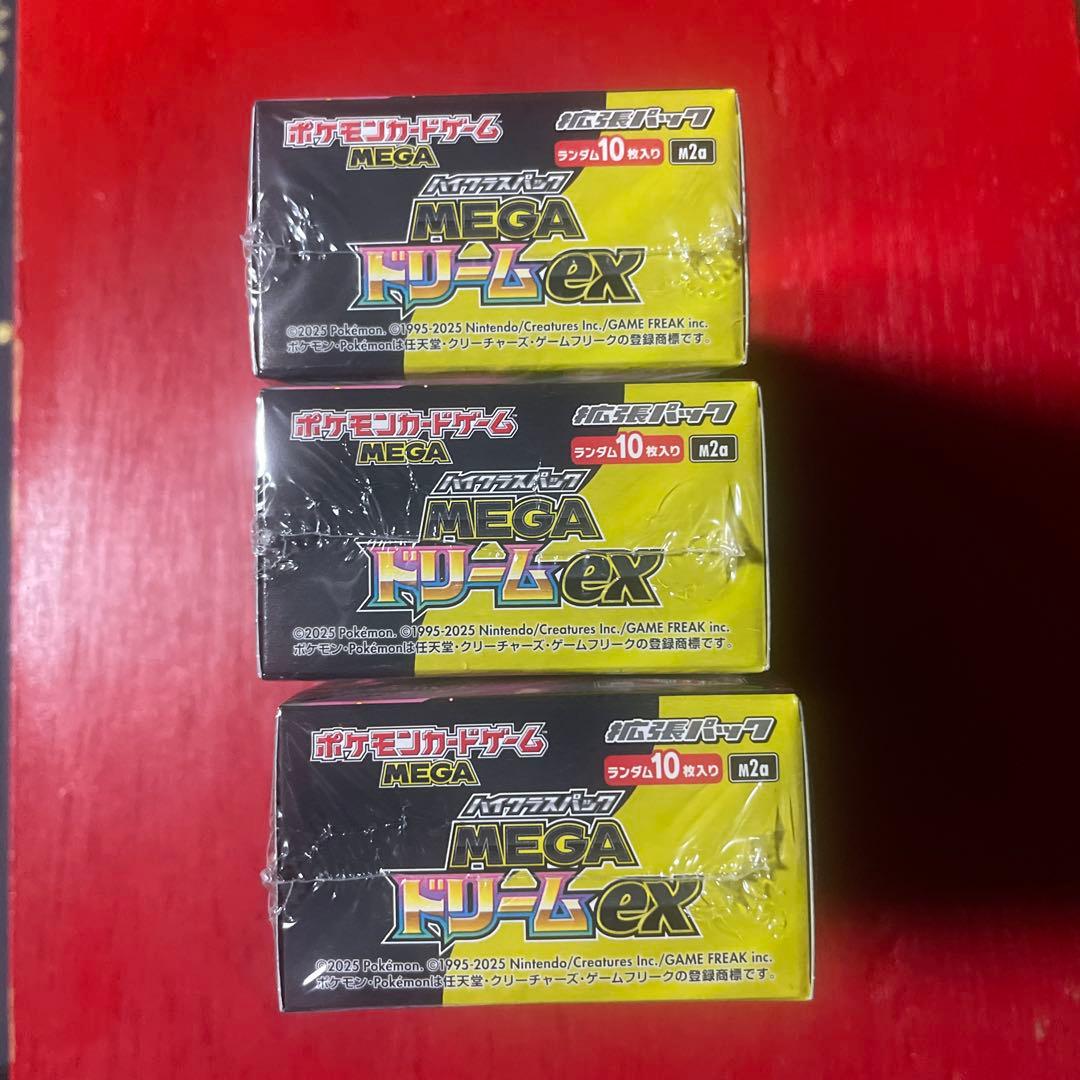 ポケモンカードゲーム
MEGA
拡張パック
ランダム10枚入り M2a
ハイクラスパック
MEGA
ドリームex
©2025 Pokémon. ©1995-2025 Nintendo/Creatures Inc./GAME FREAK inc.
ポケモン・Pokémonは任天堂・クリーチャーズ・ゲームフリークの登録商標です。
ポケモンカードゲーム
MEGA
拡張パック
ランダム10枚入り M2a
ハイクラスパック
MEGA
ドリームex
©2025 Pokémon. ©1995-2025 Nintendo/Creatures Inc./GAME FREAK inc.
ポケモン・Pokémonは任天堂・クリーチャーズ・ゲームフリークの登録商標です。
ポケモンカードゲーム
MEGA
拡張パック
ランダム10枚入り M2a
ハイクラスパック
MEGA
ドリームex
©2025 Pokémon. ©1995-2025 Nintendo/Creatures Inc./GAME FREAK inc.
ポケモン・Pokémonは任天堂・クリーチャーズ・ゲームフリークの登録商標です。